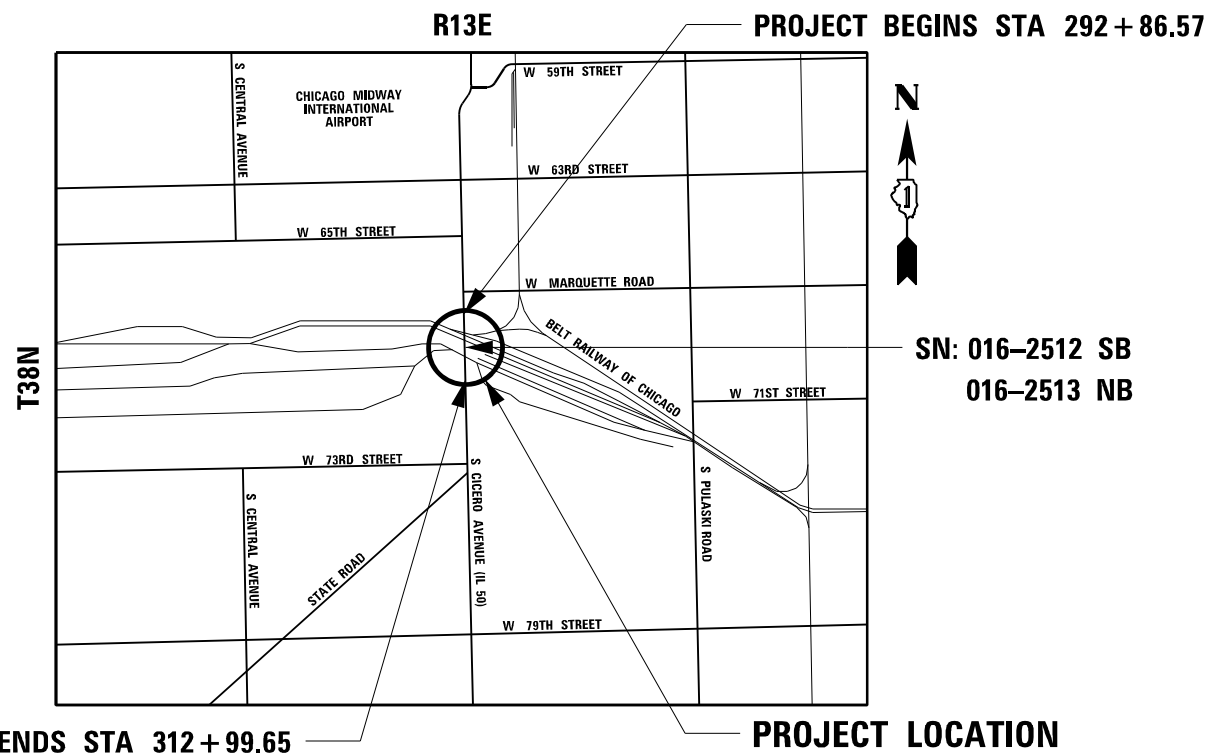 R13E
PROJECT BEGINS STA 292+86.57
S CENTRAL AVENUE
CHICAGO MIDWAY
INTERNATIONAL
AIRPORT
W 59TH STREET
N
1
W 63RD STREET
W 65TH STREET
W MARQUETTE ROAD
T38N
BELT RAILWAY OF CHICAGO
SN: 016-2512 SB
016-2513 NB
W 71ST STREET
W 73RD STREET
S CENTRAL AVENUE
STATE ROAD
S CICERO AVENUE (IL 50)
S PULASKI ROAD
W 79TH STREET
ENDS STA 312+99.65
PROJECT LOCATION